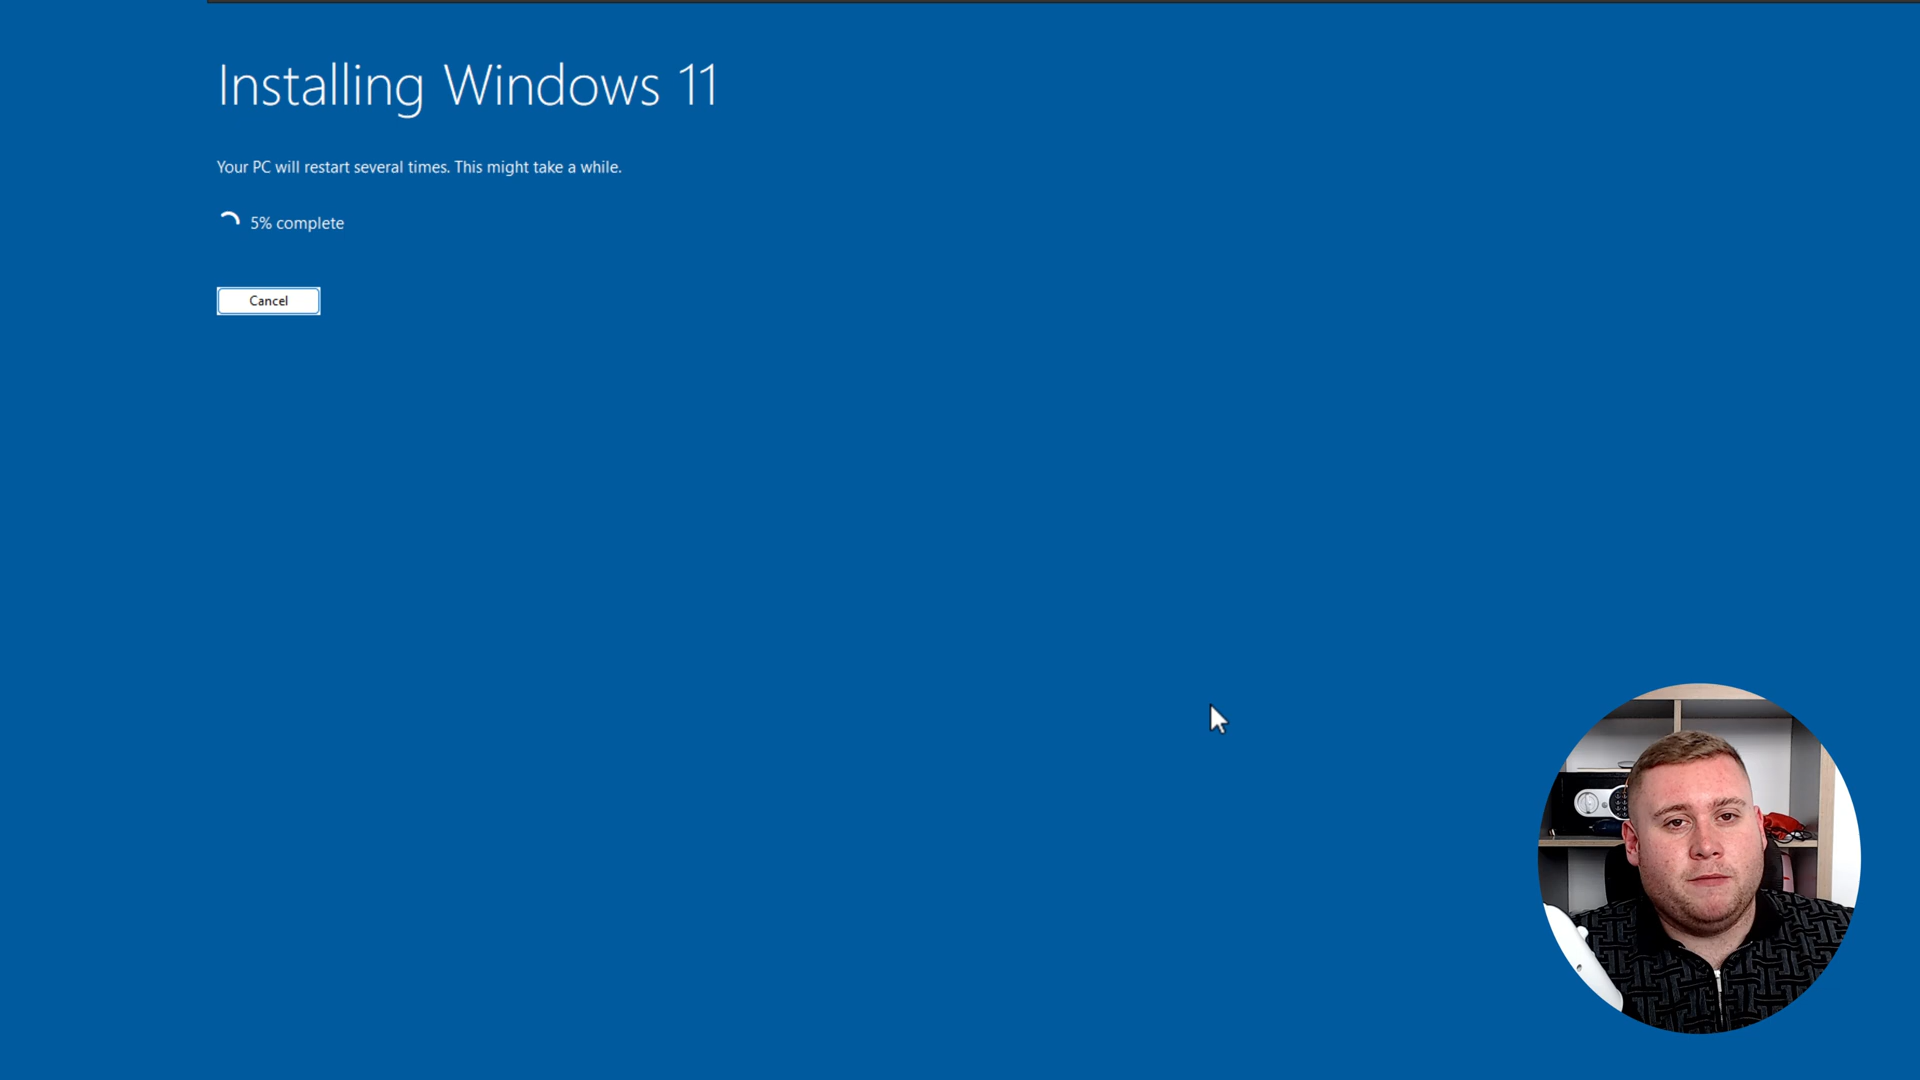 Installing Windows 11
Your PC will restart several times. This might take a while.
5% complete
Cancel